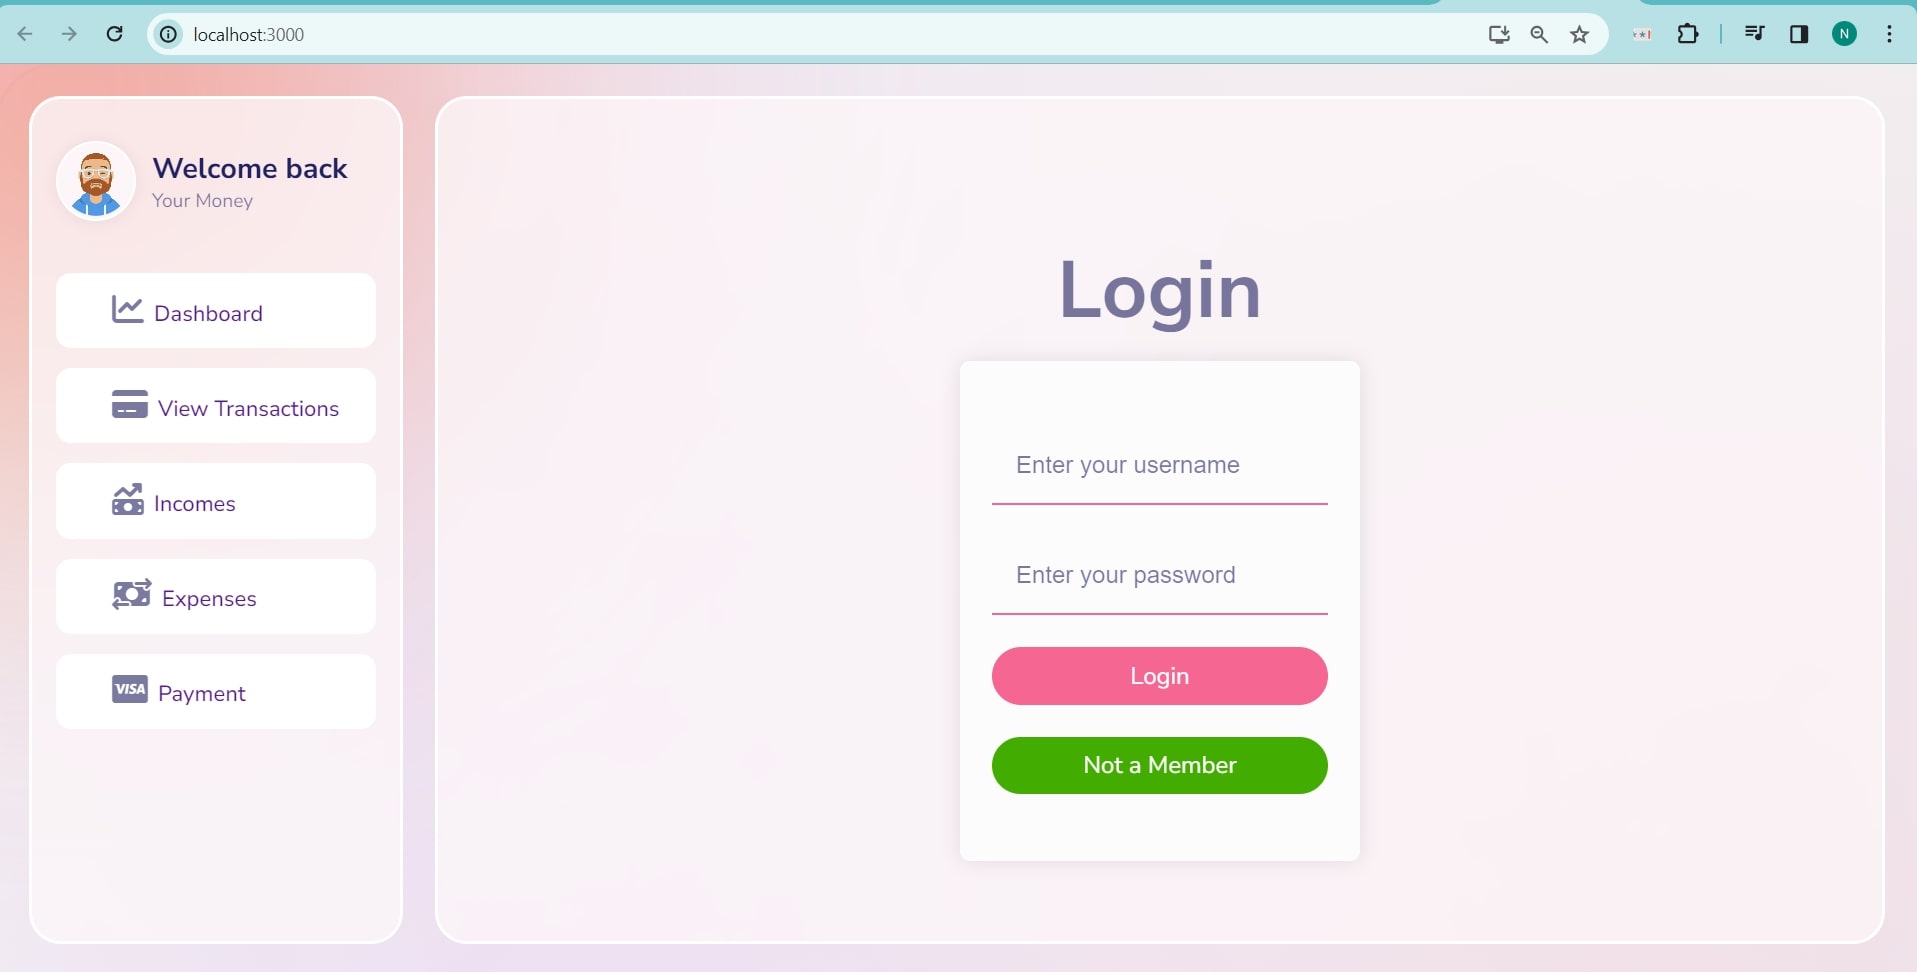 localhost:3000
N
Welcome back
Your Money
Dashboard
View Transactions
Incomes
Expenses
VISA
Payment
Login
Enter your username
Enter your password
Login
Not a Member